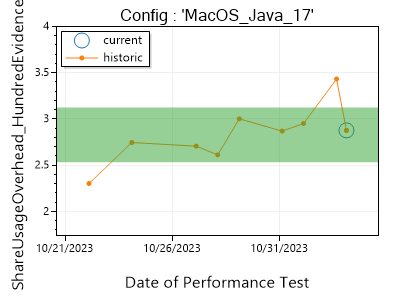 Config : 'MacOS_Java_17'
current
historic
4
3.5
3
2.5
2
10/21/2023
10/26/2023
10/31/2023
Date of Performance Test
ShareUsageOverhead_HundredEvidence